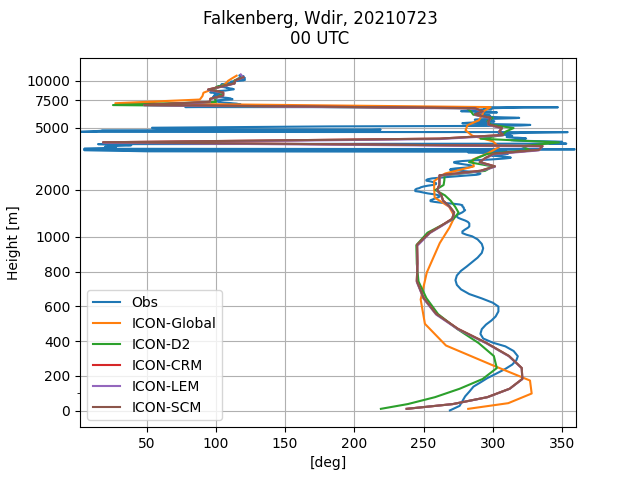 Falkenberg, Wdir, 20210723
00 UTC
Height [m]
10000
7500
5000
2000
1000
800
600
400
200
0
Obs
ICON-Global
ICON-D2
ICON-CRM
ICON-LEM
ICON-SCM
50
100
150
200
250
300
350
[deg]